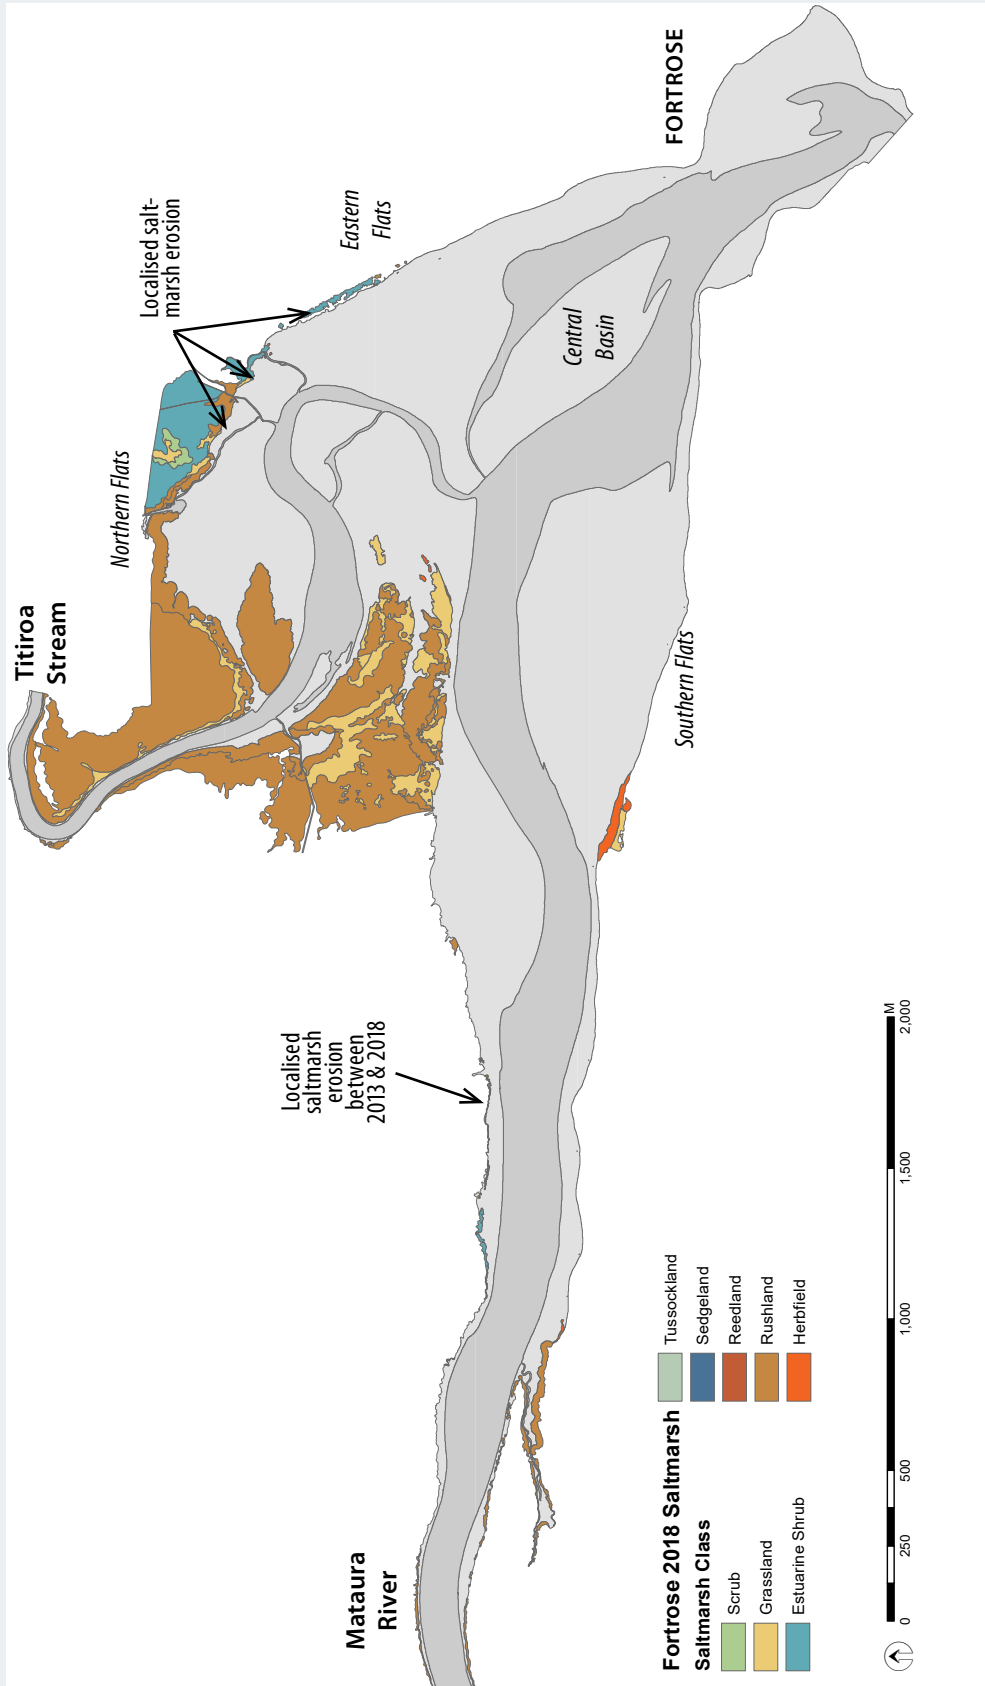 Titiroa
Stream
Northern Flats
Localised salt-
marsh erosion
Eastern
Flats
FORTROSE
Central
Basin
Southern Flats
Localised
saltmarsh
erosion
between
2013 & 2018
Mataura
River
Fortrose 2018 Saltmarsh
Saltmarsh Class
Scrub
Grassland
Estuarine Shrub
Tussockland
Sedgeland
Reedland
Rushland
Herbfield
0 250 500 1,000 1,500 2,000
M